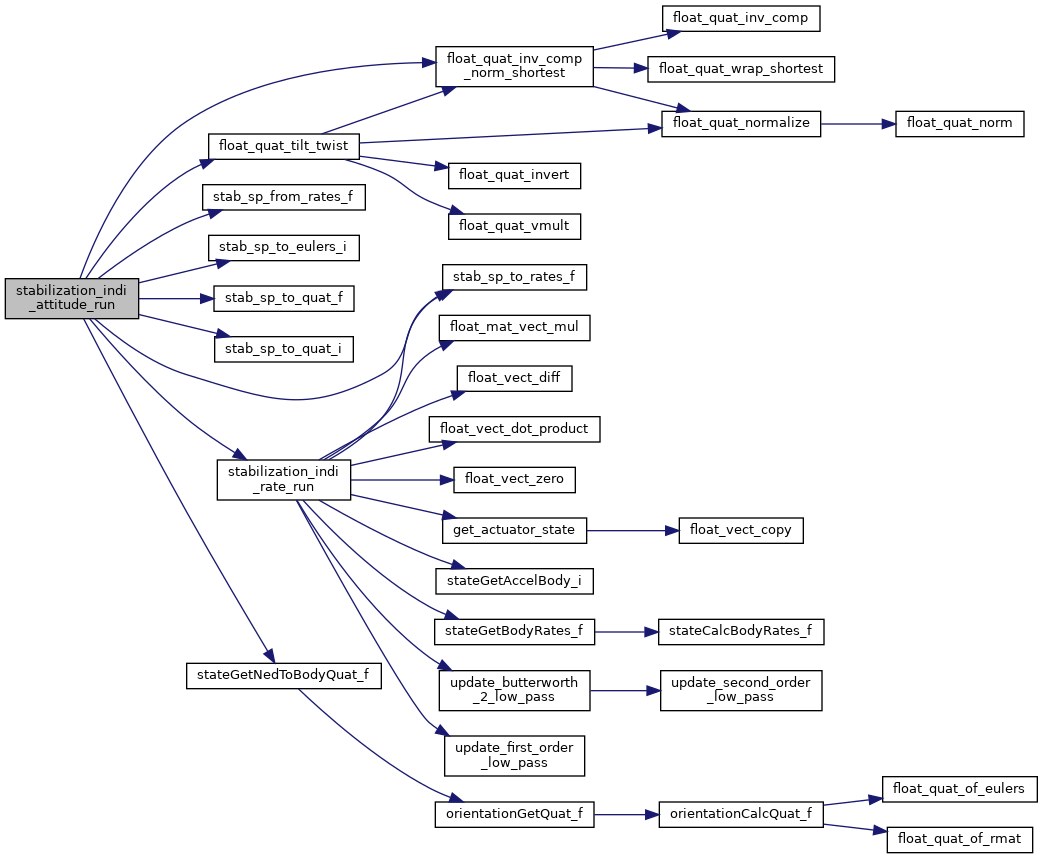 float_quat_inv_comp
float_quat_inv_comp
_norm_shortest
float_quat_wrap_shortest
float_quat_normalize
float_quat_norm
float_quat_tilt_twist
float_quat_invert
stab_sp_from_rates_f
float_quat_vmult
stab_sp_to_eulers_i
stab_sp_to_rates_f
stabilization_indi
_attitude_run
stab_sp_to_quat_f
float_mat_vect_mul
stab_sp_to_quat_i
float_vect_diff
float_vect_dot_product
stabilization_indi
_rate_run
float_vect_zero
get_actuator_state
float_vect_copy
stateGetAccelBody_i
stateGetBodyRates_f
stateCalcBodyRates_f
stateGetNedToBodyQuat_f
update_butterworth
_2_low_pass
update_second_order
_low_pass
update_first_order
_low_pass
float_quat_of_eulers
orientationGetQuat_f
orientationCalcQuat_f
float_quat_of_rmat